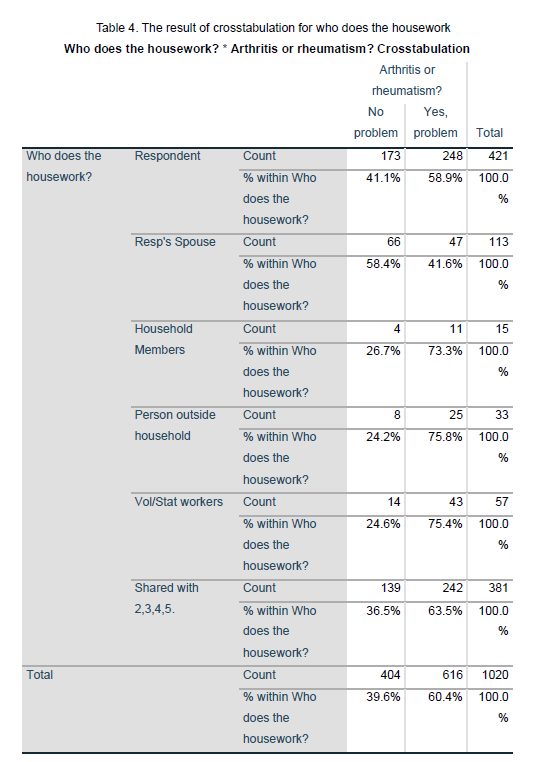 Table 4. The result of crosstabulation for who does the housework
Who does the housework? * Arthritis or rheumatism? Crosstabulation
Arthritis or
rheumatism?
No Yes,
problem problem Total
Who does the Respondent Count 173 248 421
housework? % within Who 41.1% 58.9% 100.0
does the %
housework?
Resp's Spouse Count 66 47 113
% within Who 58.4% 41.6% 100.0
does the %
housework?
Household Count 4 11 15
Members % within Who 26.7% 73.3% 100.0
does the %
housework?
Person outside Count 8 25 33
household % within Who 24.2% 75.8% 100.0
does the %
housework?
Vol/Stat workers Count 14 43 57
% within Who 24.6% 75.4% 100.0
does the %
housework?
Shared with Count 139 242 381
2,3,4,5. % within Who 36.5% 63.5% 100.0
does the %
housework?
Total Count 404 616 1020
% within Who 39.6% 60.4% 100.0
does the %
housework?